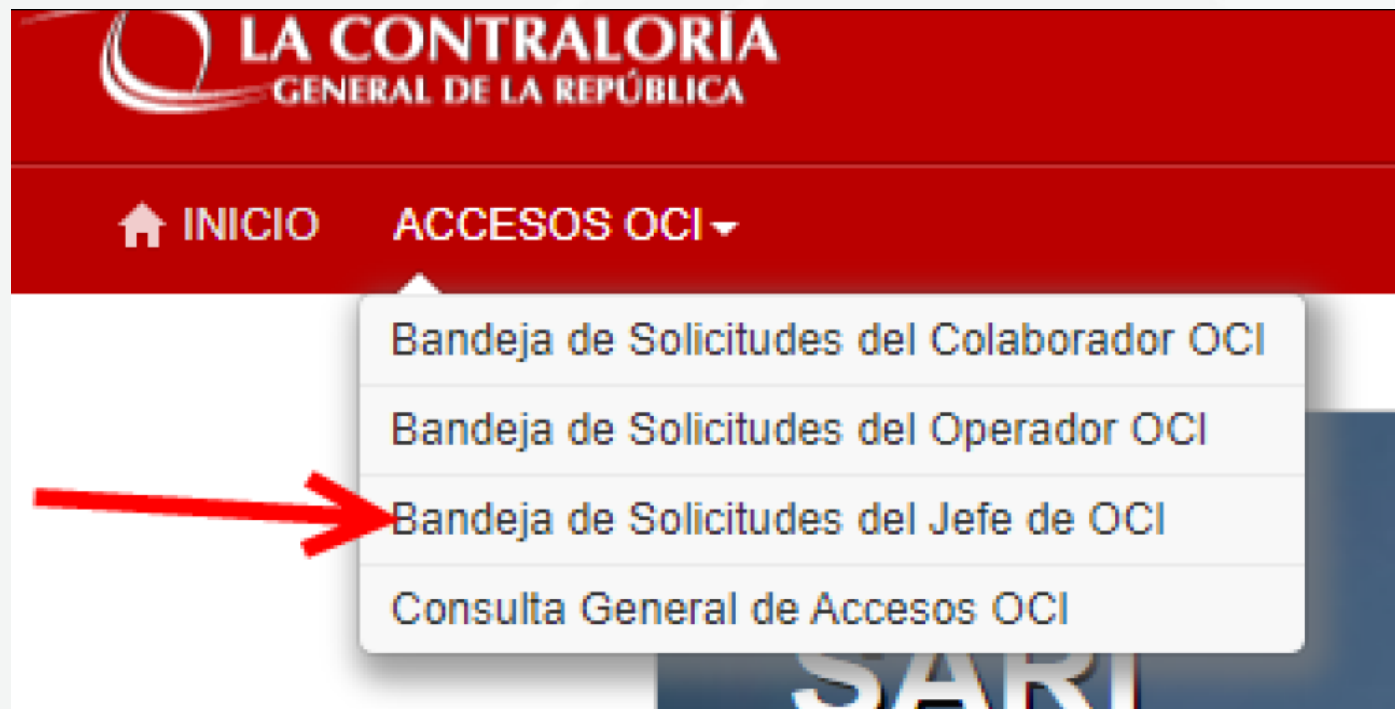 LA CONTRALORÍA
GENERAL DE LA REPÚBLICA
INICIO ACCESOS OCI
Bandeja de Solicitudes del Colaborador OCI
Bandeja de Solicitudes del Operador OCI
Bandeja de Solicitudes del Jefe de OCI
Consulta General de Accesos OCI
SARI